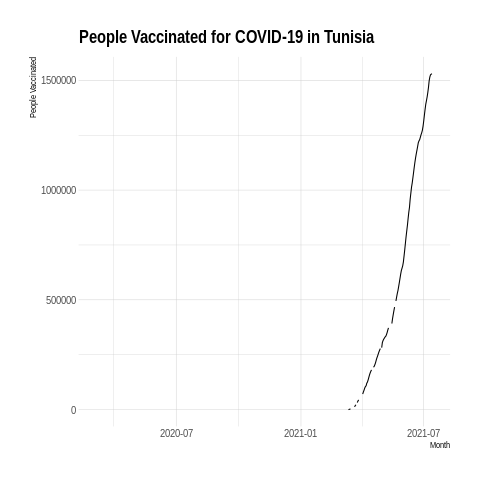 People Vaccinated for COVID-19 in Tunisia
People Vaccinated
1500000
1000000
500000
0
2020-07
2021-01
2021-07
Month